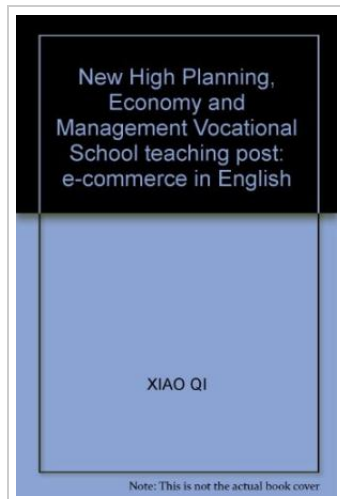 New High Planning,
Economy and
Management Vocational
School teaching post:
e-commerce in English
XIAO QI
Note: This is not the actual book cover